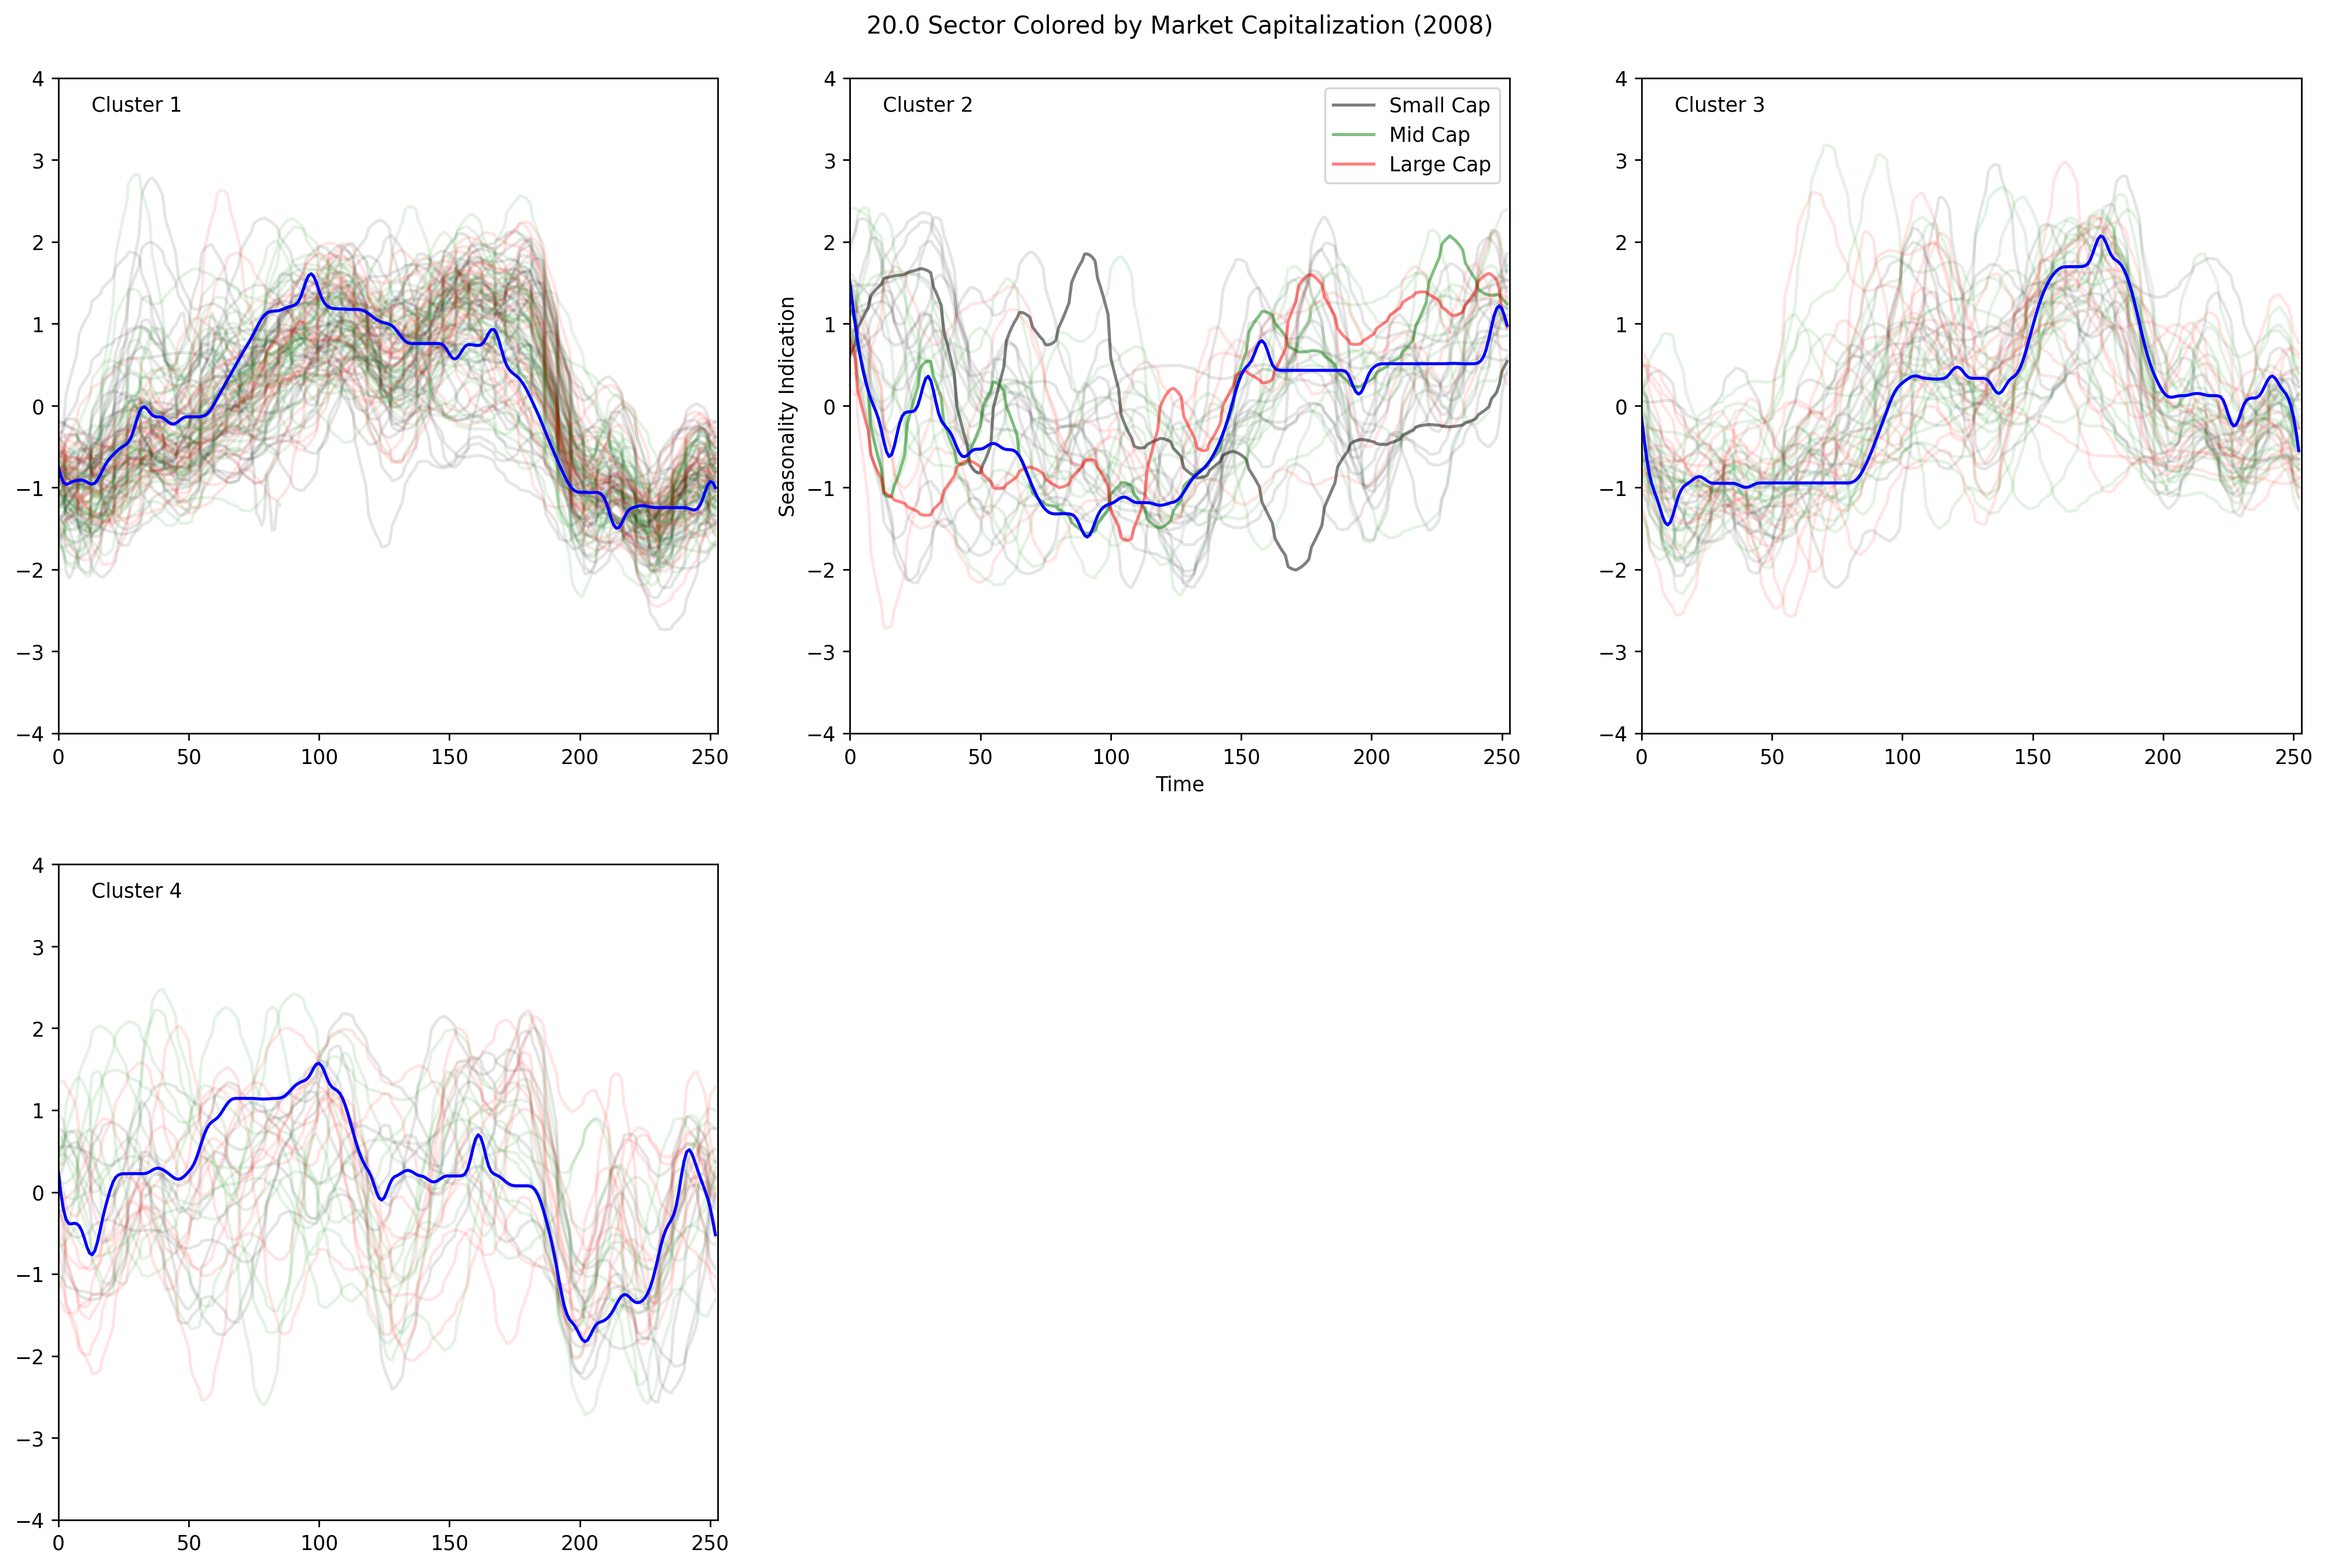 20.0 Sector Colored by Market Capitalization (2008)
Cluster 1
4
3
2
1
0
−1
−2
−3
−4
0 50 100 150 200 250
Cluster 2
Small Cap
Mid Cap
Large Cap
Seasonality Indication
4
3
2
1
0
−1
−2
−3
−4
0 50 100 150 200 250
Time
Cluster 3
4
3
2
1
0
−1
−2
−3
−4
0 50 100 150 200 250
Cluster 4
4
3
2
1
0
−1
−2
−3
−4
0 50 100 150 200 250